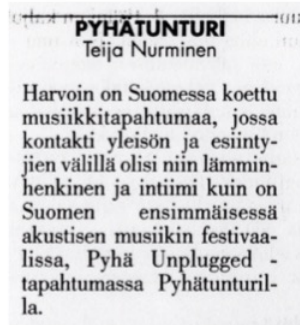 PYHÄTUNTURI
Teija Nurminen
Harvoin on Suomessa koettu
musiikkitapahtumaa, jossa
kontakti yleisön ja esiinty-
jien välillä olisi niin lämmin-
henkinen ja intiimi kuin on
Suomen ensimmäisessä
akustisen musiikin festivaa-
lissa, Pyhä Unplugged -
tapahtumassa Pyhätunturil-
la.